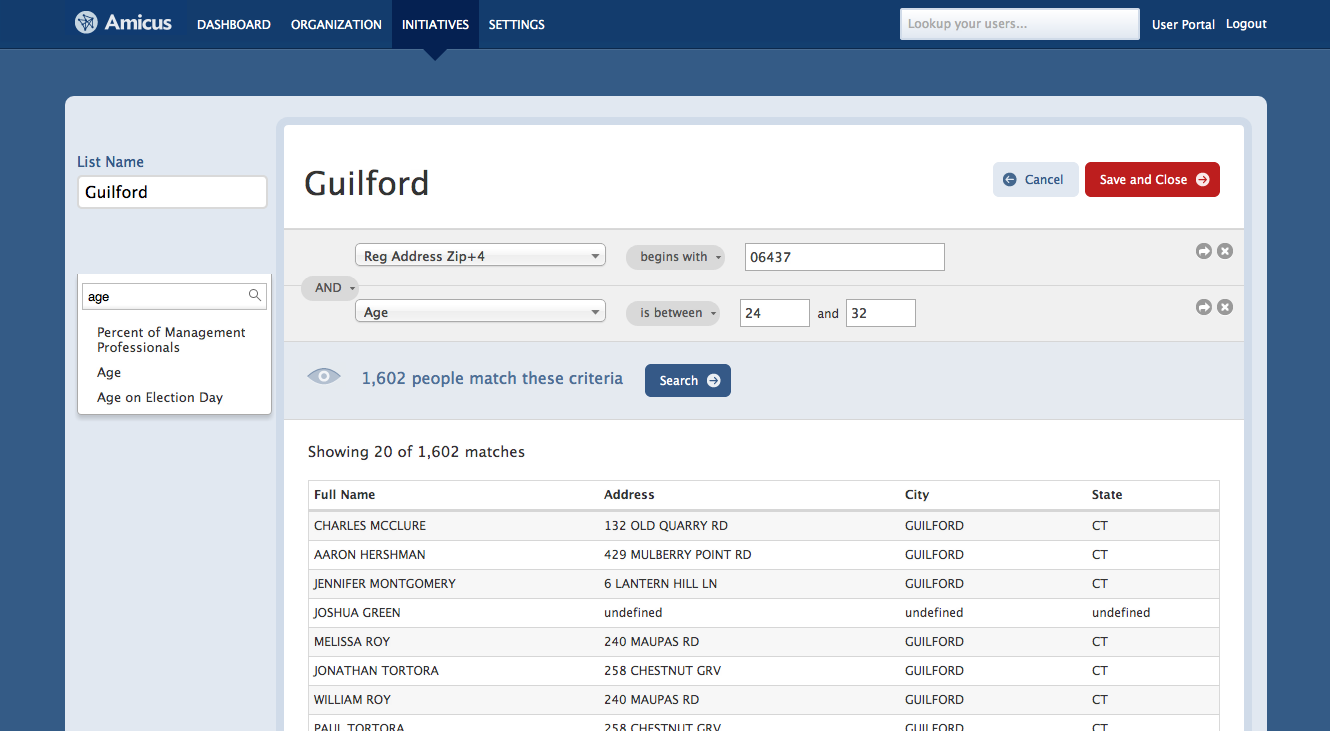 Amicus DASHBOARD ORGANIZATION INITIATIVES SETTINGS Lookup your users... User Portal Logout
List Name
Guilford
age
Percent of Management
Professionals
Age
Age on Election Day
Guilford
Cancel Save and Close
Reg Address Zip+4 begins with 06437
AND
Age is between 24 and 32
1,602 people match these criteria Search
Showing 20 of 1,602 matches
Full Name Address City State
CHARLES MCCLURE 132 OLD QUARRY RD GUILFORD CT
AARON HERSHMAN 429 MULBERRY POINT RD GUILFORD CT
JENNIFER MONTGOMERY 6 LANTERN HILL LN GUILFORD CT
JOSHUA GREEN undefined undefined undefined
MELISSA ROY 240 MAUPAS RD GUILFORD CT
JONATHAN TORTORA 258 CHESTNUT GRV GUILFORD CT
WILLIAM ROY 240 MAUPAS RD GUILFORD CT
PAUL TORTORA 258 CHESTNUT GRV GUILFORD CT